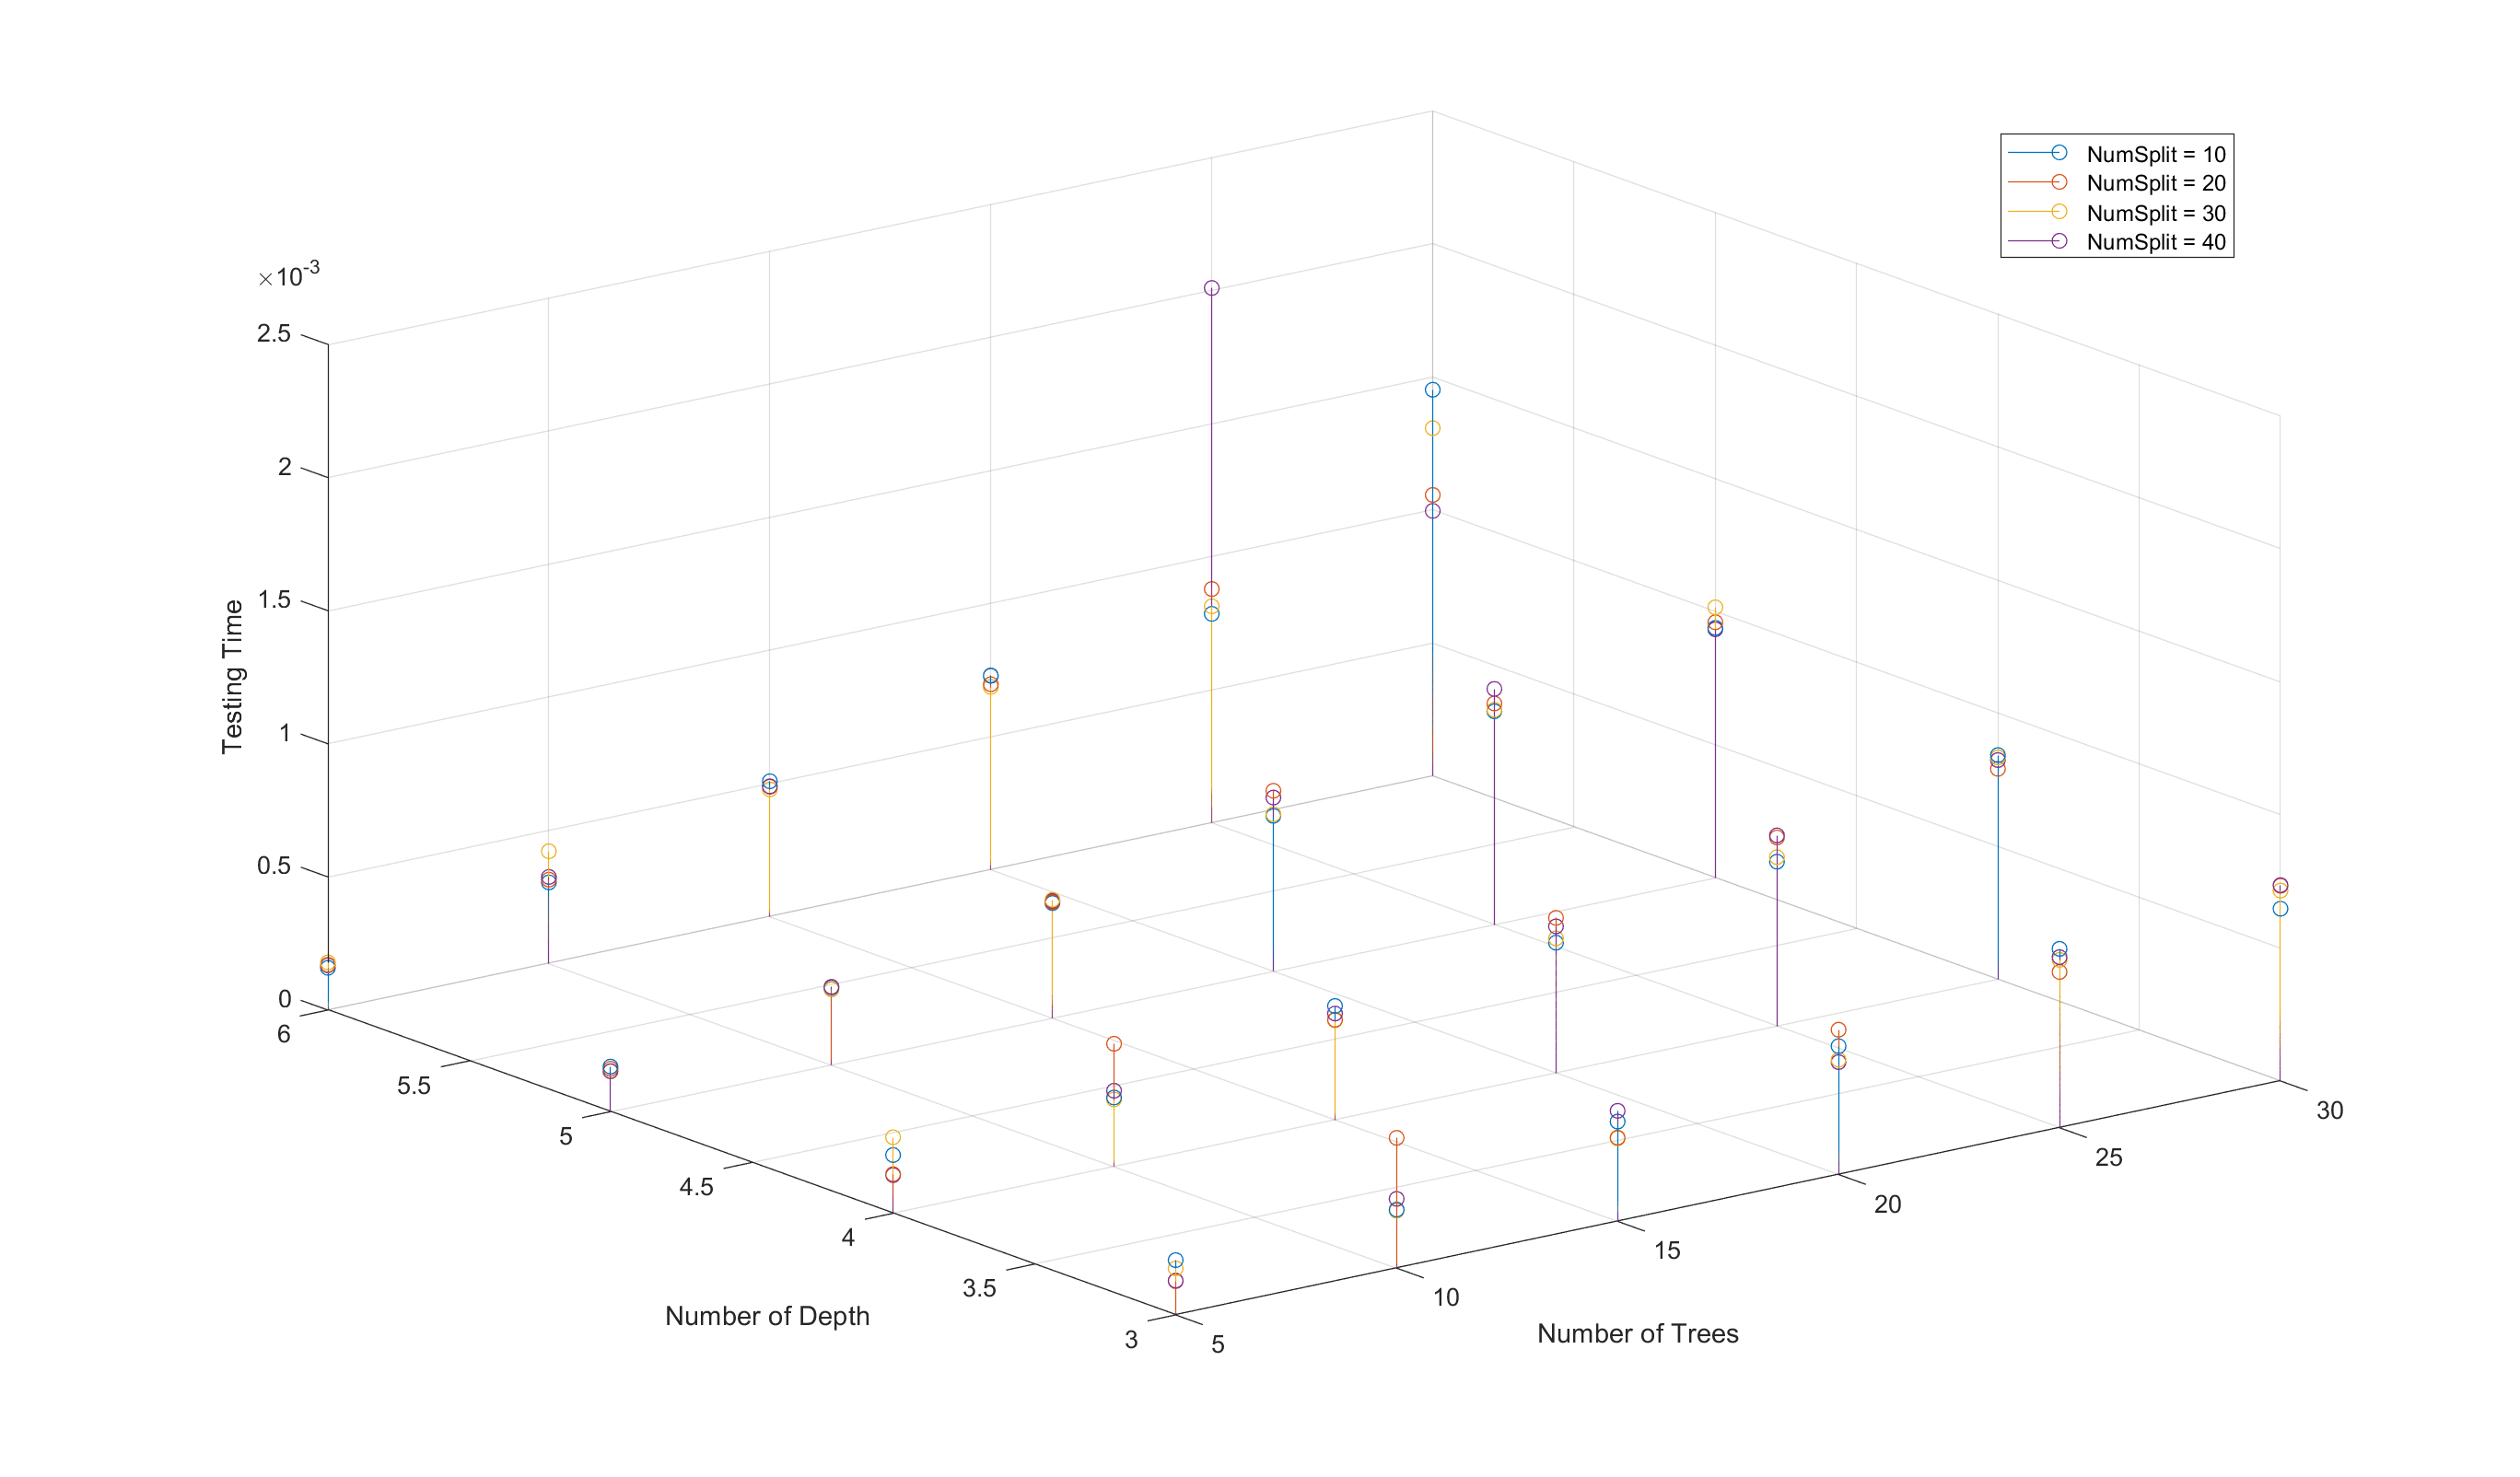 NumSplit = 10
NumSplit = 20
NumSplit = 30
NumSplit = 40
×10-3
2.5
2
1.5
1
0.5
0
Testing Time
6
5.5
5
4.5
4
3.5
3
Number of Depth
5
10
15
20
25
30
Number of Trees